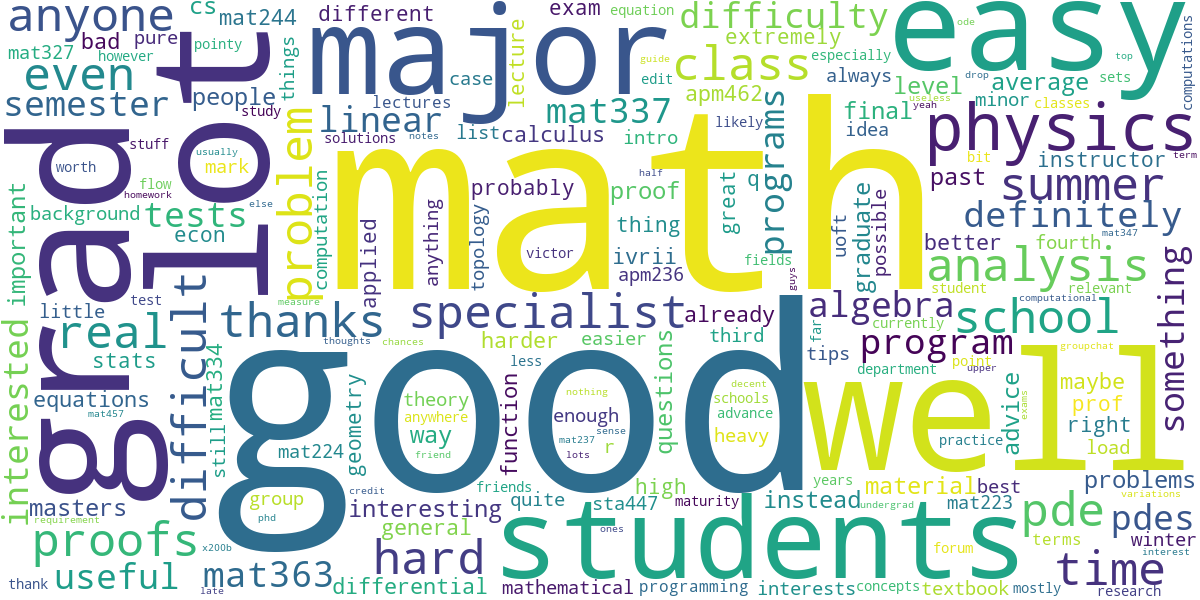 math
good
well
easy
grad
lot
major
students
physics
anyone
cs
mat244
different
exam
equation
difficulty
ode
top
mat327
bad
pure
pointy
however
things
case
lecture
edit
extremely
especially
guide
drop
sets
computations
even
people
class
always
level
average
semester
study
lectures
mat337
apm462
minor
classes
useless
yeah
linear
solutions
notes
list
calculus
intro
likely
final
idea
stuff
worth
usually
mark
problem
half
programs
bit
instructor
term
past
summer
flow
homework
else
computation
probably
proof
q
great
graduate
uoft
possible
background
tests
econ
applied
anything
topology
thing
victor
definitely
mat347
better
fourth
fields
ivrii
apm236
analysis
student
relevant
important
interested
little
test
measure
real
stats
difficult
thanks
specialist
already
algebra
computational
school
something
thoughts
chances
harder
easier
third
far
guys
currently
tips
program
groupchat
point
upper
department
equations
mat457
mat334
still
less
questions
decent
schools
advance
heavy
theory
anywhere
friend
way
geometry
function
nothing
enough
mat237
sense
lots
r
advice
exams
maybe
prof
right
load
practice
mat224
group
phd
masters
credit
friends
high
years
material
best
problems
variations
requirement
interesting
quite
sta447
maturity
instead
undergrad
mat223
pde
pdes
proofs
x200b
general
ones
forum
terms
winter
interest
hard
time
thank
useful
late
mat363
differential
mathematical
programming
interests
concepts
textbook
mostly
research